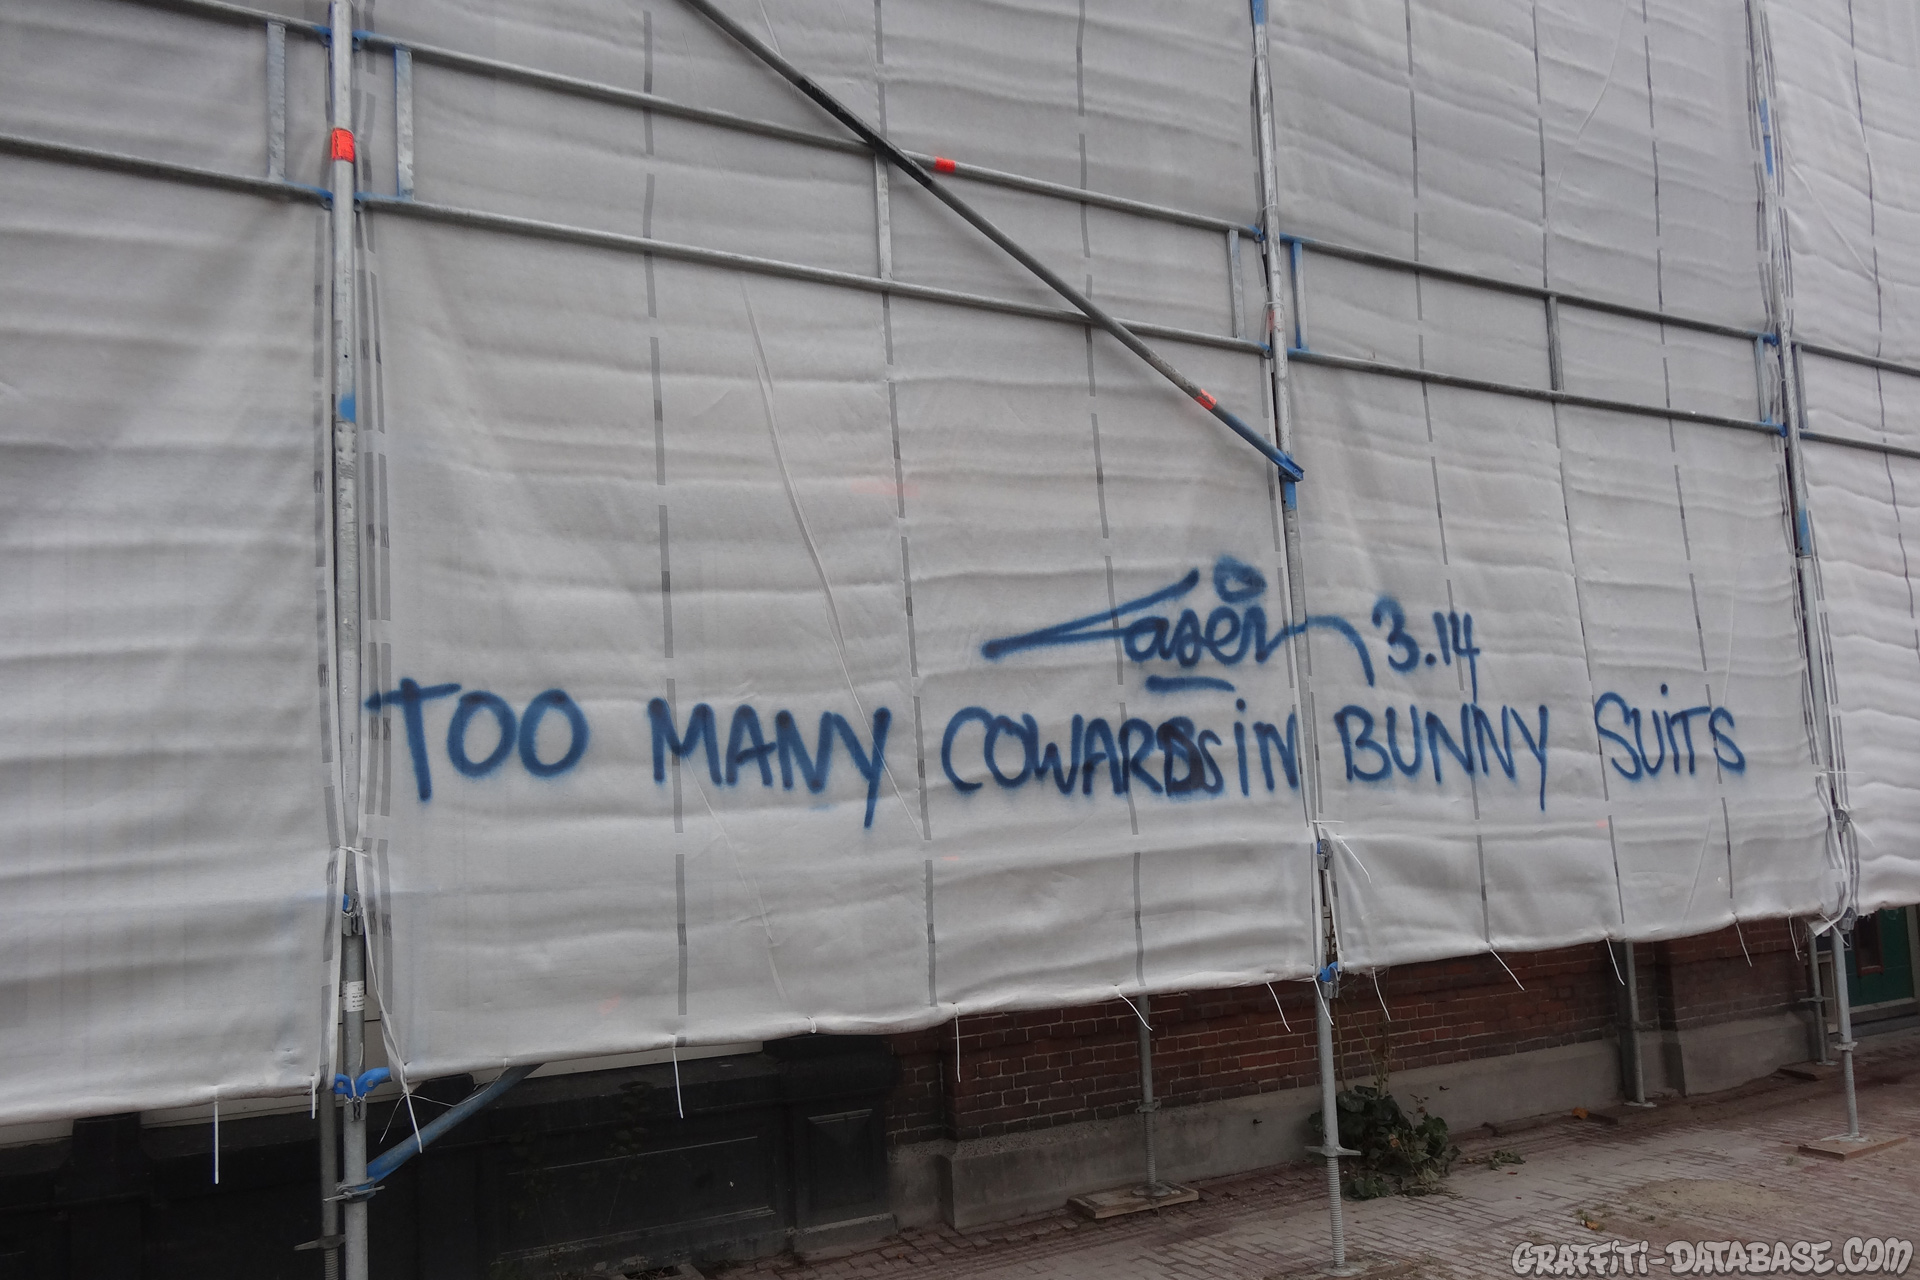 Laser 3.14
TOO MANY COWARDS IN BUNNY SUITS
GRAFFITI-DATABASE.COM